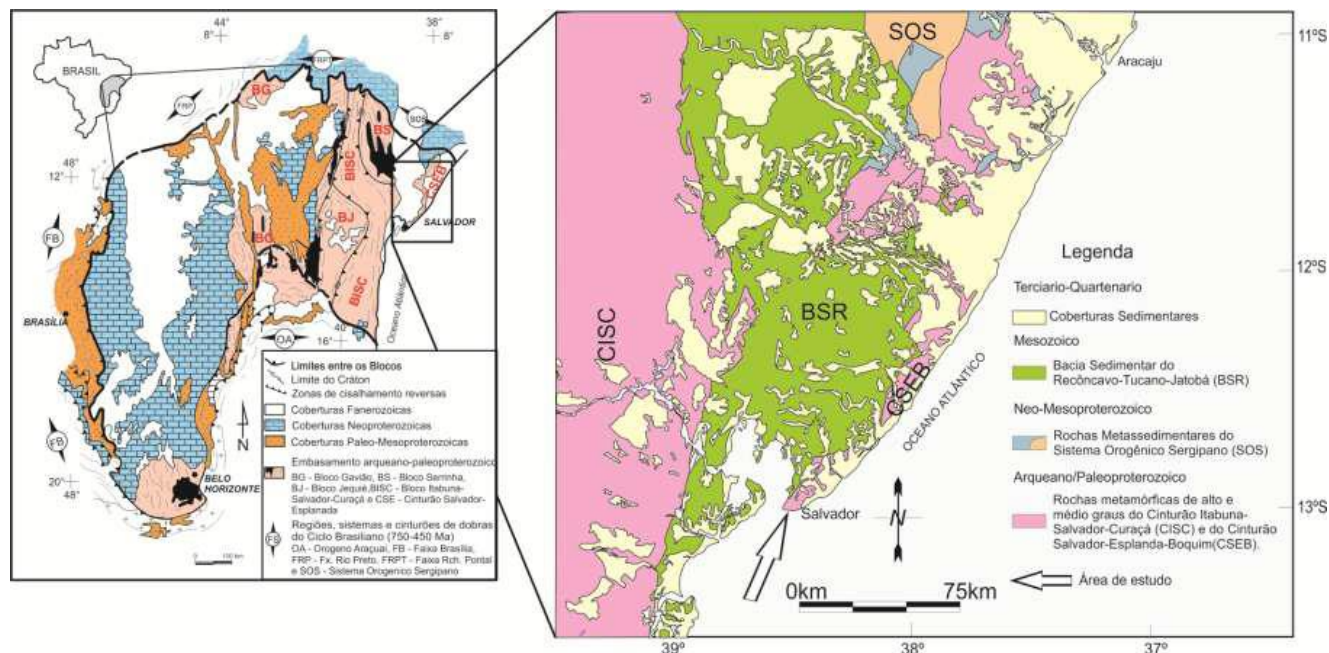 44°
8°
38°
8°
BRASIL
FRPT
BG
FRP
BS
SOS
48°
12°
BISC
CSEB
BJ
SALVADOR
FB
BISC
Oceano Atlântico
BRASÍLIA
40°
16°
OA
N
FB
20°
48°
BELO
HORIZONTE
100 km
Limites entre os Blocos
Limite do Cráton
Zonas de cisalhamento reversas
Coberturas Fanerozoicas
Coberturas Neoproterozoicas
Coberturas Paleo-Mesoproterozoicas
Embasamento arqueano-paleoproterozoico
BG - Bloco Gavião, BS - Bloco Serrinha,
BJ - Bloco Jequié,BISC - Bloco Itabuna-
Salvador-Curaçá e CSE - Cinturão Salvador-
Esplanada
Regiões, sistemas e cinturões de dobras
do Ciclo Brasiliano (750-450 Ma)
OA - Orogeno Araçuaí, FB - Faixa Brasília,
FRP - Fx. Rio Preto, FRPT - Faixa Rch. Pontal
e SOS - Sistema Orogenico Sergipano
SOS
11°S
Aracaju
12°S
CISC
BSR
CSEB
OCEANO ATLÂNTICO
Salvador
13°S
N
0km
75km
39°
38°
37°
Legenda
Terciario-Quartenario
Coberturas Sedimentares
Mesozoico
Bacia Sedimentar do
Recôncavo-Tucano-Jatobá (BSR)
Neo-Mesoproterozoico
Rochas Metassedimentares do
Sistema Orogênico Sergipano (SOS)
Arqueano/Paleoproterozoico
Rochas metamórficas de alto e
médio graus do Cinturão Itabuna-
Salvador-Curaçá (CISC) e do Cinturão
Salvador-Esplanda-Boquim(CSEB).
Área de estudo